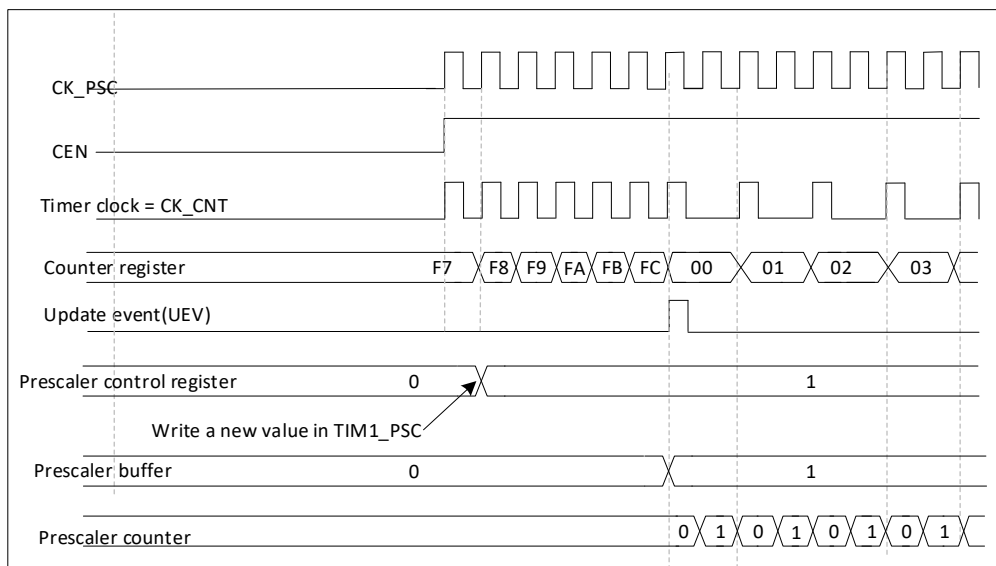 CK_PSC
CEN
Timer clock = CK_CNT
Counter register F7 F8 F9 FA FB FC 00 01 02 03
Update event(UEV)
Prescaler control register 0 1
Write a new value in TIM1_PSC
Prescaler buffer 0 1
Prescaler counter 0 1 0 1 0 1 0 1